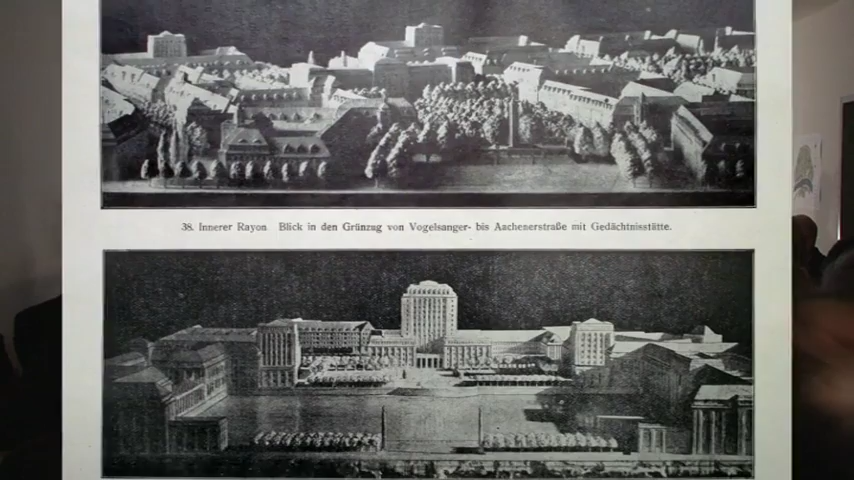 38. Innerer Rayon Blick in den Grünzug von Vogelsanger- bis Aachenerstraße mit Gedächtnisstätte.